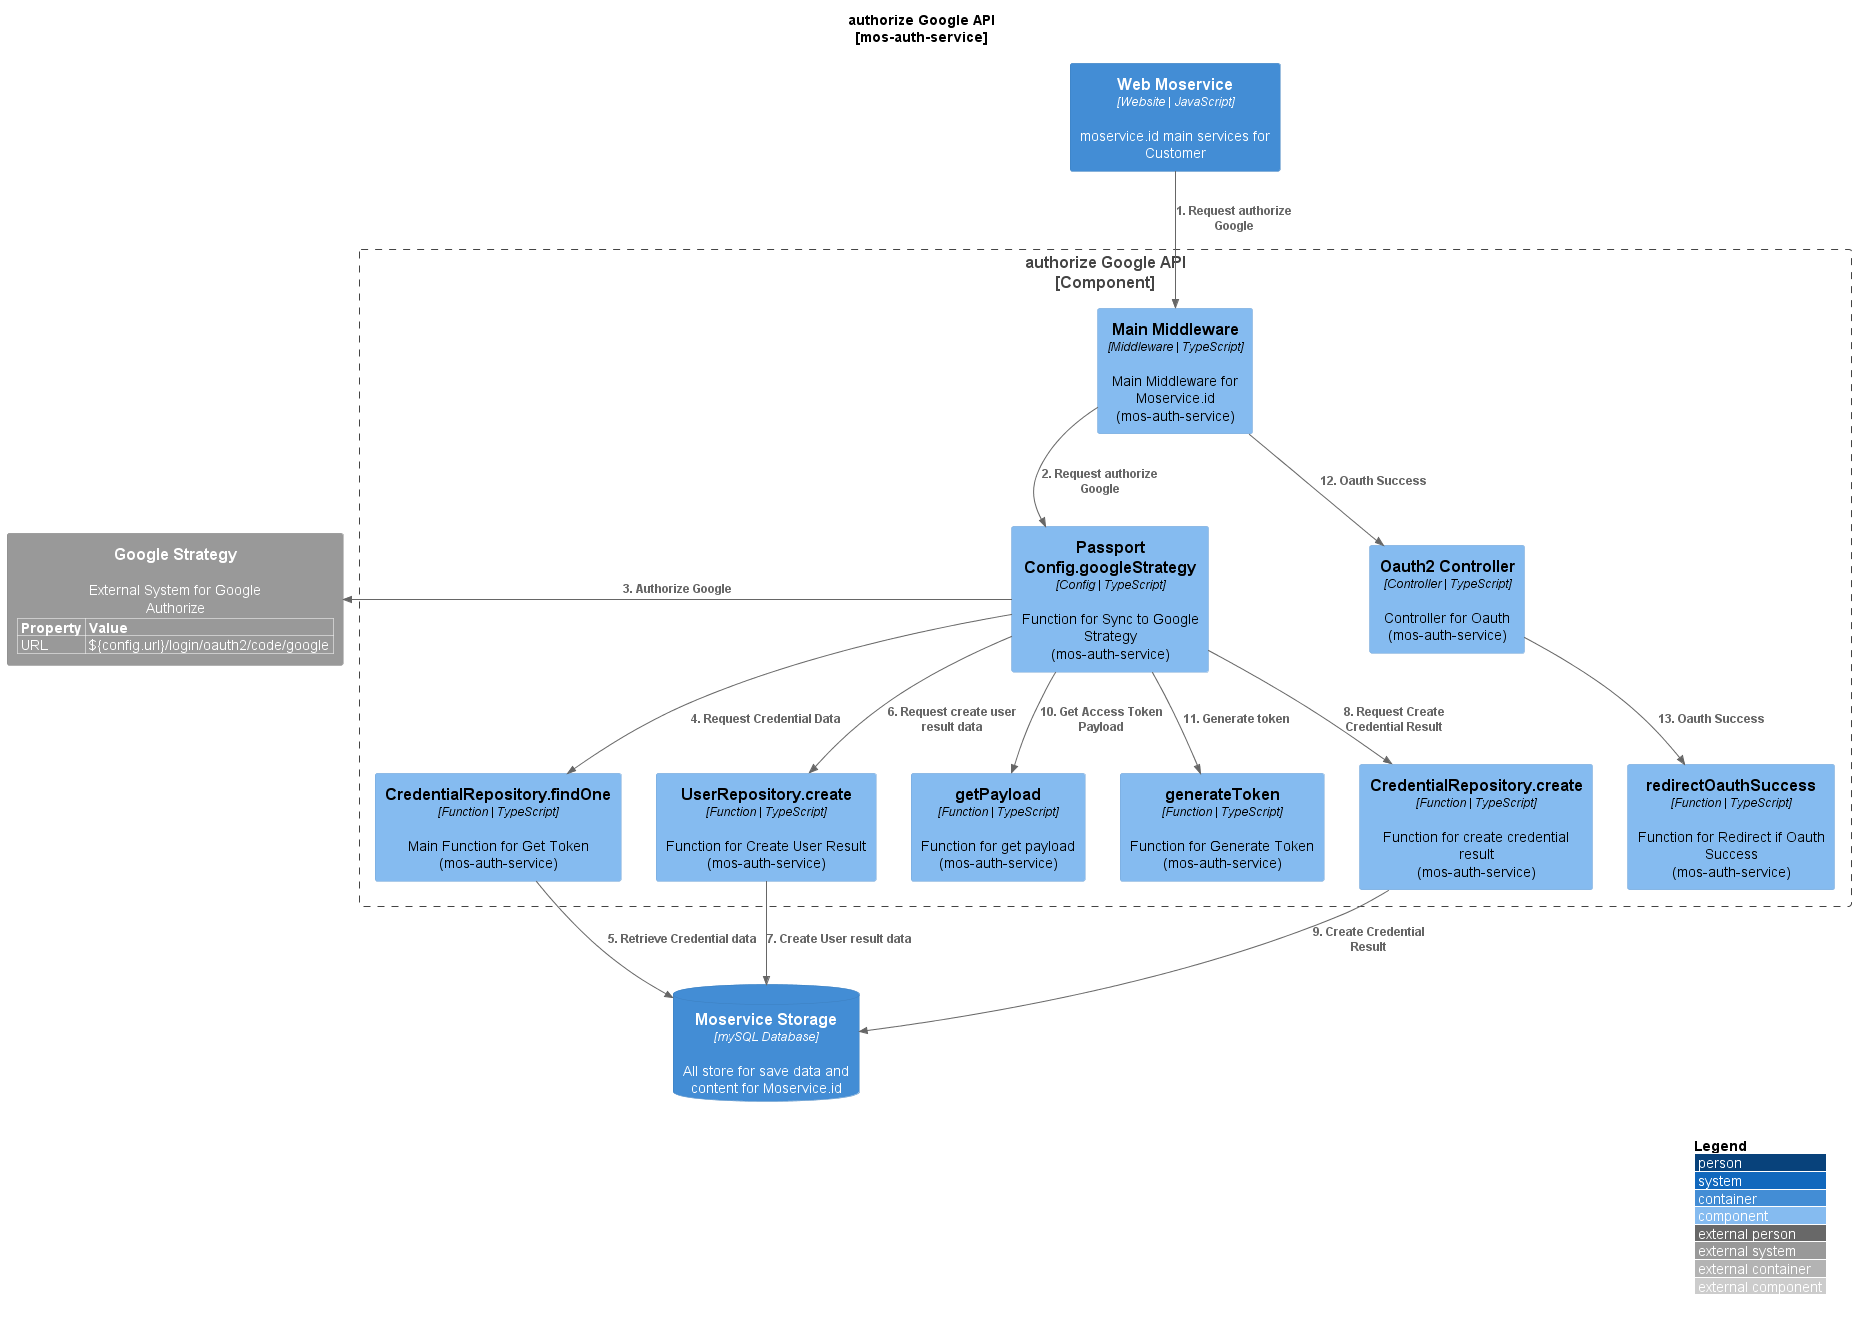 authorize Google API
[mos-auth-service]
Web Moservice
[Website | JavaScript]
moservice.id main services for
Customer
1. Request authorize
Google
authorize Google API
[Component]
Main Middleware
[Middleware | TypeScript]
Main Middleware for
Moservice.id
(mos-auth-service)
2. Request authorize
Google
12. Oauth Success
Google Strategy
External System for Google
Authorize
Property Value
URL ${config.url}/login/oauth2/code/google
3. Authorize Google
Passport
Config.googleStrategy
[Config | TypeScript]
Function for Sync to Google
Strategy
(mos-auth-service)
Oauth2 Controller
[Controller | TypeScript]
Controller for Oauth
(mos-auth-service)
4. Request Credential Data
6. Request create user
result data
10. Get Access Token
Payload
11. Generate token
8. Request Create
Credential Result
13. Oauth Success
CredentialRepository.findOne
[Function | TypeScript]
Main Function for Get Token
(mos-auth-service)
UserRepository.create
[Function | TypeScript]
Function for Create User Result
(mos-auth-service)
getPayload
[Function | TypeScript]
Function for get payload
(mos-auth-service)
generateToken
[Function | TypeScript]
Function for Generate Token
(mos-auth-service)
CredentialRepository.create
[Function | TypeScript]
Function for create credential
result
(mos-auth-service)
redirectOauthSuccess
[Function | TypeScript]
Function for Redirect if Oauth
Success
(mos-auth-service)
5. Retrieve Credential data
7. Create User result data
9. Create Credential
Result
Moservice Storage
[mySQL Database]
All store for save data and
content for Moservice.id
Legend
person
system
container
component
external person
external system
external container
external component